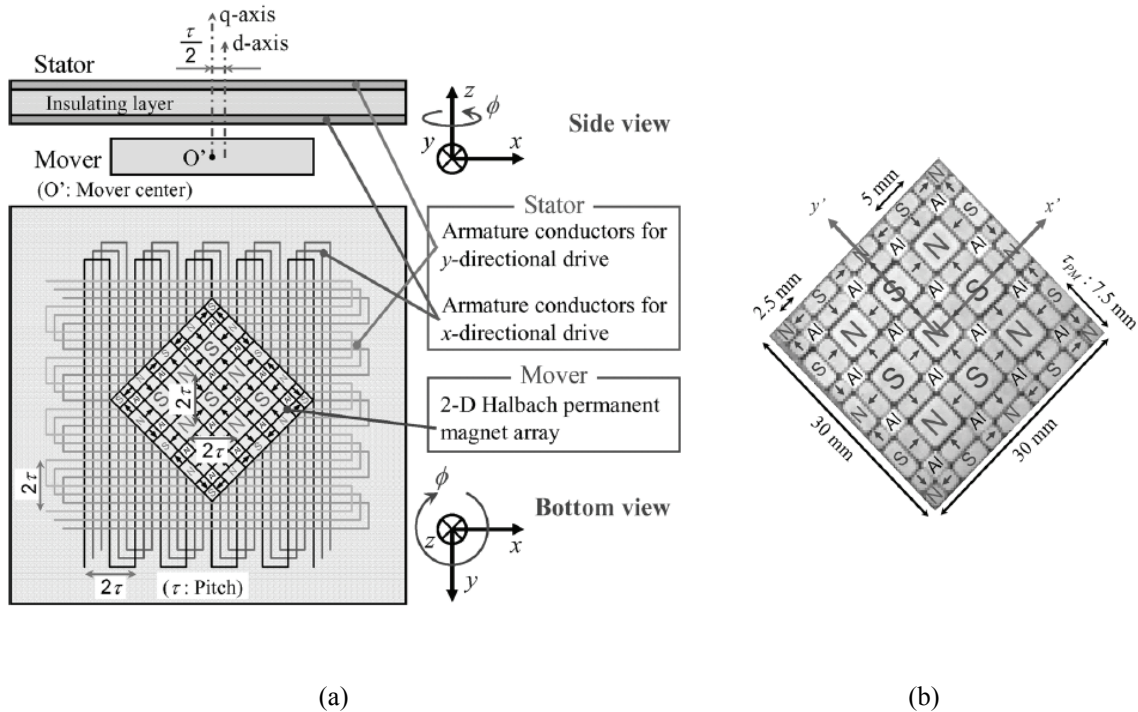 q-axis
τ
2
d-axis
Stator
Insulating layer
Mover
O'
(O': Mover center)
z
ϕ
y
x
Side view
Stator
Armature conductors for
y-directional drive
Armature conductors for
x-directional drive
Mover
2-D Halbach permanent
magnet array
2τ
2τ
2τ
2τ
(τ: Pitch)
ϕ
z
x
y
Bottom view
5 mm
y'
x'
2.5 mm
τPM: 7.5 mm
30 mm
30 mm
N
S
Al
N
S
Al
S
N
S
N
S
N
(a)
(b)